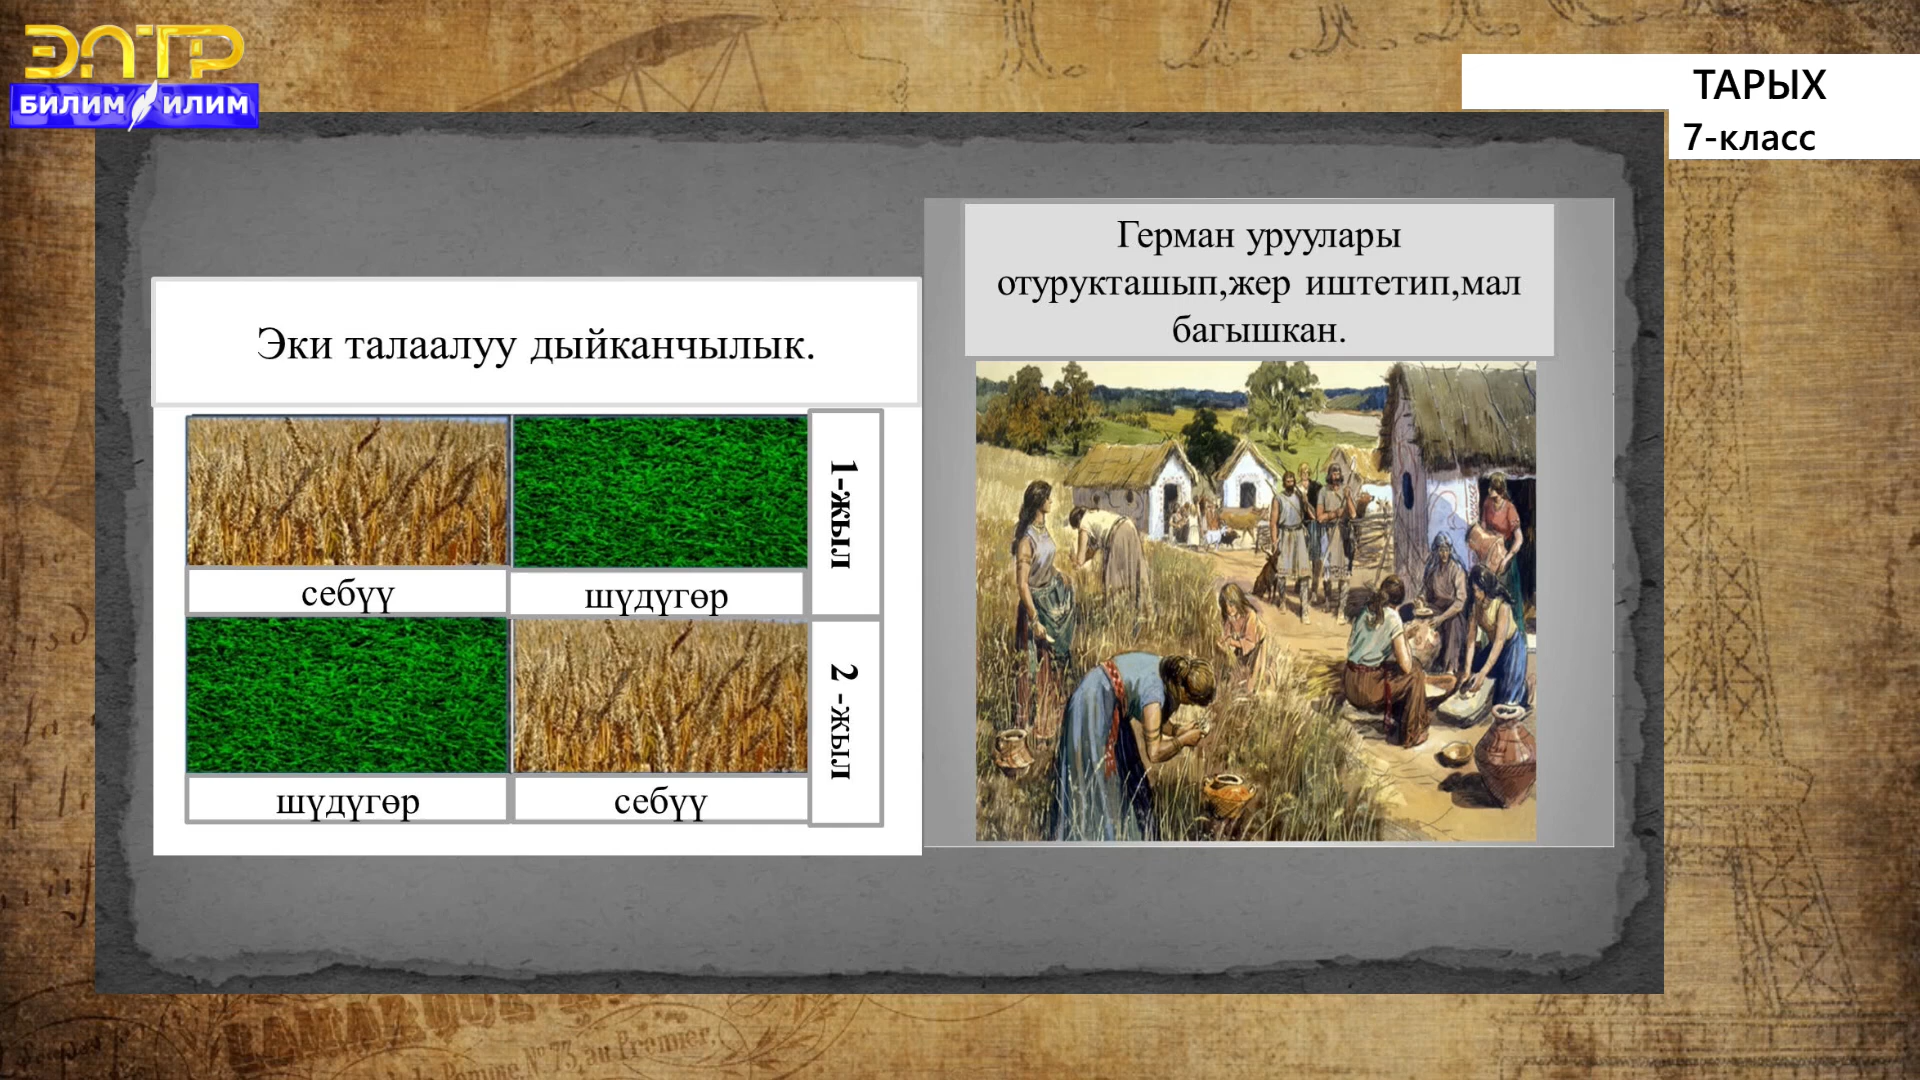 ЭЛТР
БИЛИМ ИЛИМ
ТАРЫХ
7-класс
Эки талаалуу дыйканчылык.
себүү
шүдүгөр
1-жыл
шүдүгөр
себүү
2 -жыл
Герман уруулары
отурукташып,жер иштетип,мал
багышкан.